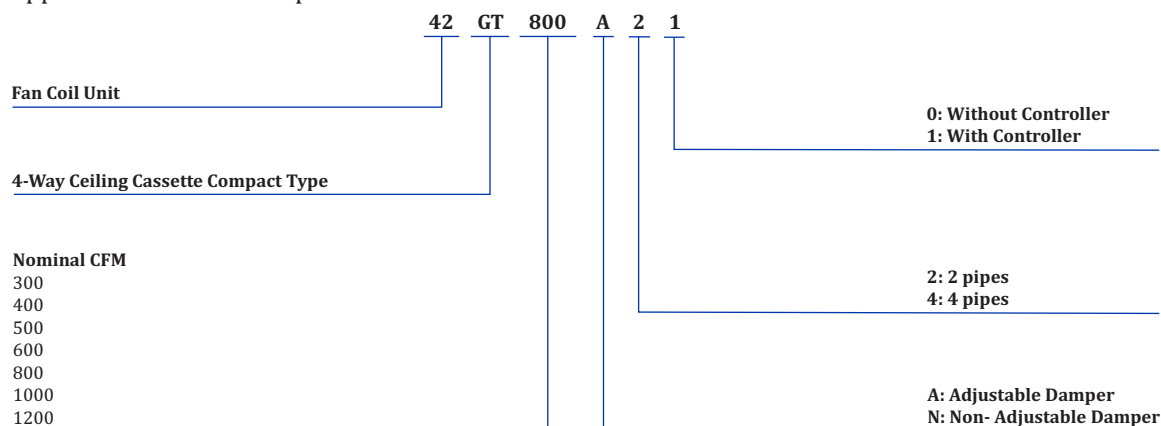 42 GT 800 A 2 1
Fan Coil Unit
0: Without Controller
1: With Controller
4-Way Ceiling Cassette Compact Type
Nominal CFM
300
400
500
600
800
1000
1200
2: 2 pipes
4: 4 pipes
A: Adjustable Damper
N: Non- Adjustable Damper